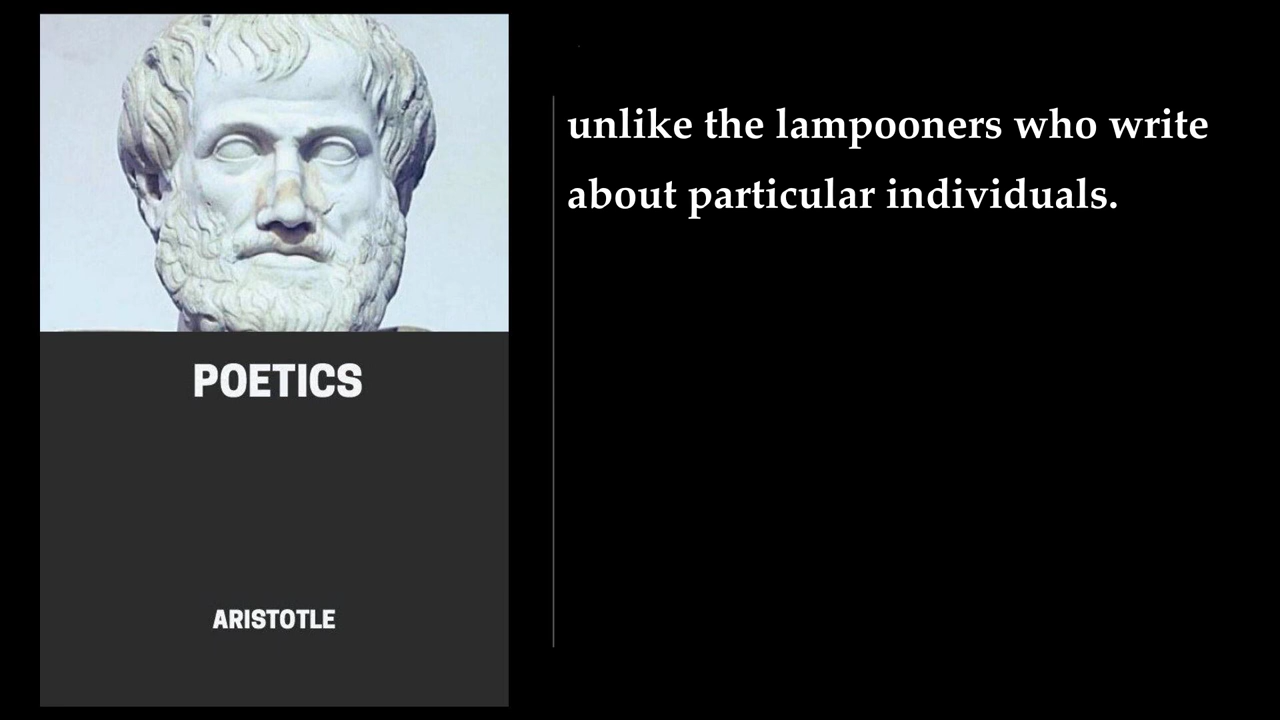 POETICS
ARISTOTLE
unlike the lampooners who write
about particular individuals.